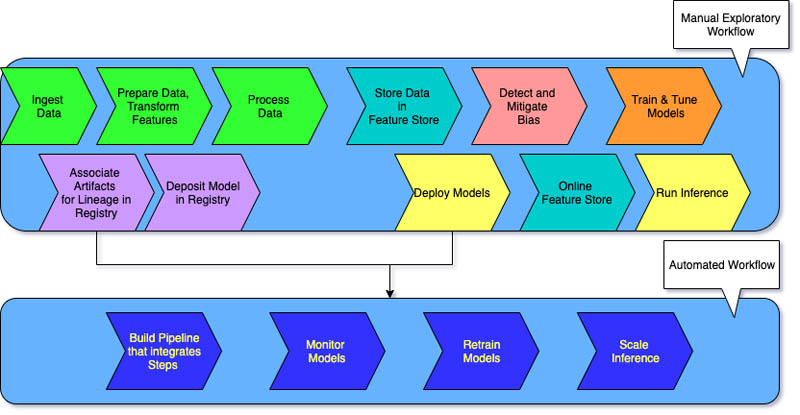 Manual Exploratory
Workflow
Ingest
Data
Prepare Data,
Transform
Features
Process
Data
Store Data
in
Feature Store
Detect and
Mitigate
Bias
Train & Tune
Models
Associate
Artifacts
for Lineage in
Registry
Deposit Model
in Registry
Deploy Models
Online
Feature Store
Run Inference
Automated Workflow
Build Pipeline
that integrates
Steps
Monitor
Models
Retrain
Models
Scale
Inference